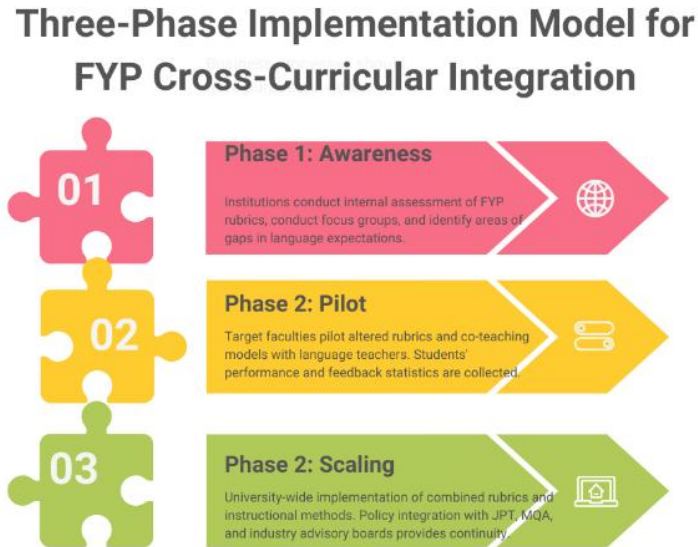 Three-Phase Implementation Model for
FYP Cross-Curricular Integration
01
Phase 1: Awareness
Institutions conduct internal assessment of FYP
rubrics, conduct focus groups, and identify areas of
gaps in language expectations.
02
Phase 2: Pilot
Target faculties pilot altered rubrics and co-teaching
models with language teachers. Students'
performance and feedback statistics are collected.
03
Phase 2: Scaling
University-wide implementation of combined rubrics and
instructional methods. Policy integration with JPT, MQA,
and industry advisory boards provides continuity.